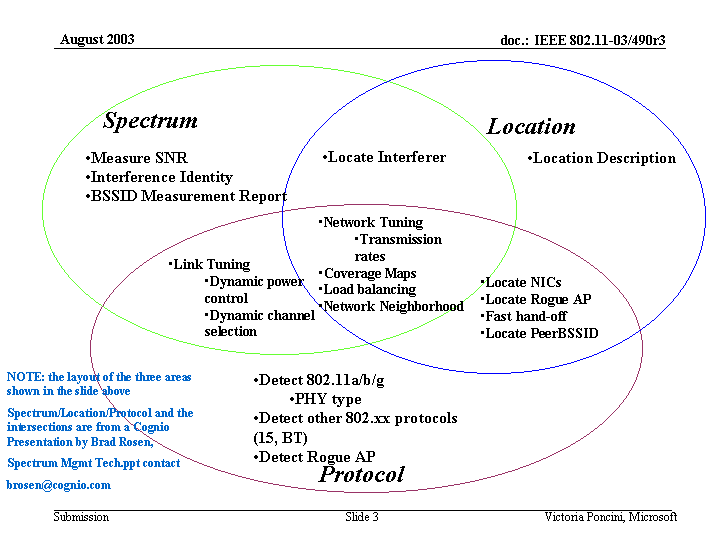 August 2003
doc.: IEEE 802.11-03/490r3
Spectrum
Location
•Measure SNR
•Interference Identity
•BSSID Measurement Report
•Locate Interferer
•Location Description
•Network Tuning
•Transmission
rates
•Coverage Maps
•Load balancing
•Network Neighborhood
•Link Tuning
•Dynamic power
control
•Dynamic channel
selection
•Locate NICs
•Locate Rogue AP
•Fast hand-off
•Locate PeerBSSID
NOTE: the layout of the three areas
shown in the slide above
Spectrum/Location/Protocol and the
intersections are from a Cognio
Presentation by Brad Rosen,
Spectrum Mgmt Tech.ppt contact
brosen@cognio.com
•Detect 802.11a/b/g
•PHY type
•Detect other 802.xx protocols
(15, BT)
•Detect Rogue AP
Protocol
Submission
Slide 3
Victoria Poncini, Microsoft